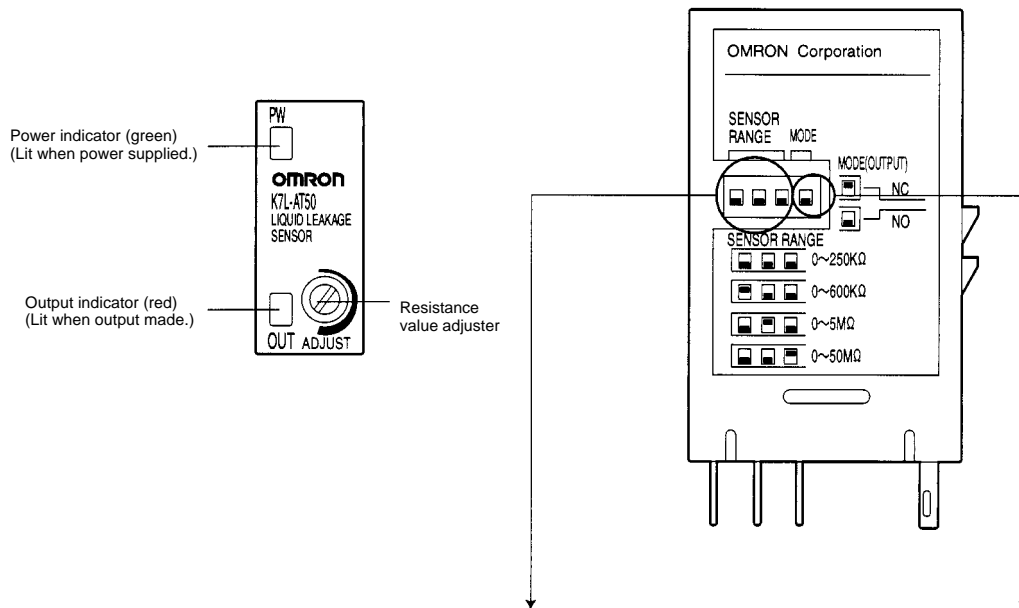 Power indicator (green)
(Lit when power supplied.)
Output indicator (red)
(Lit when output made.)
PW
OMRON
K7L-AT50
LIQUID LEAKAGE
SENSOR
OUT ADJUST
Resistance
value adjuster
OMRON Corporation
SENSOR
RANGE MODE
MODE(OUTPUT)
NC
NO
SENSOR RANGE
0~250KΩ
0~600KΩ
0~5MΩ
0~50MΩ